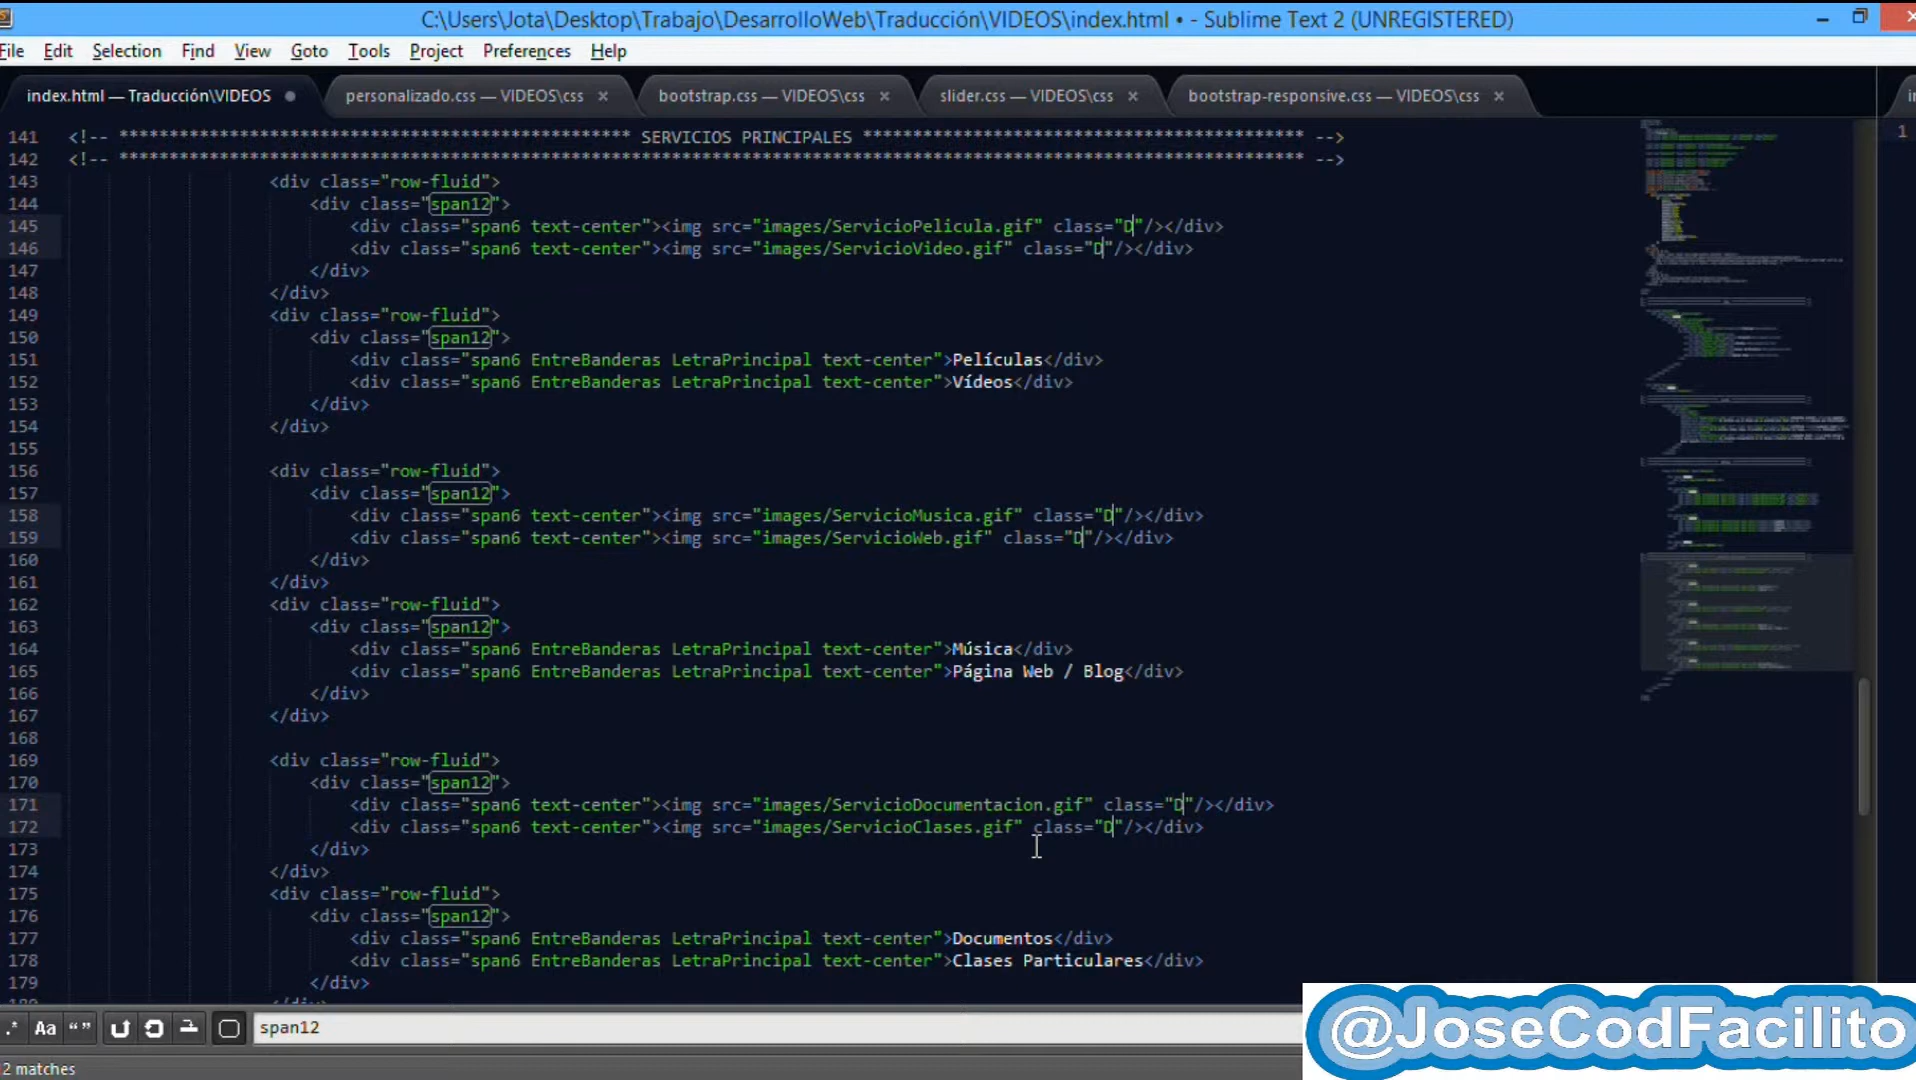 C:\Users\Jota\Desktop\Trabajo\DesarrolloWeb\Traducción\VIDEOS\index.html • - Sublime Text 2 (UNREGISTERED)
File Edit Selection Find View Goto Tools Project Preferences Help
index.html — Traducción\VIDEOS personalizado.css — VIDEOS\css bootstrap.css — VIDEOS\css slider.css — VIDEOS\css bootstrap-responsive.css — VIDEOS\css
141 <!-- *************************************************** SERVICIOS PRINCIPALES ******************************************** -->
142 <!-- ********************************************************************************************************************** -->
143 <div class="row-fluid">
144 <div class="span12">
145 <div class="span6 text-center"><img src="images/ServicioPelicula.gif" class="D"/></div>
146 <div class="span6 text-center"><img src="images/ServicioVideo.gif" class="D"/></div>
147 </div>
148 </div>
149 <div class="row-fluid">
150 <div class="span12">
151 <div class="span6 EntreBanderas LetraPrincipal text-center">Películas</div>
152 <div class="span6 EntreBanderas LetraPrincipal text-center">Vídeos</div>
153 </div>
154 </div>
155
156 <div class="row-fluid">
157 <div class="span12">
158 <div class="span6 text-center"><img src="images/ServicioMusica.gif" class="D"/></div>
159 <div class="span6 text-center"><img src="images/ServicioWeb.gif" class="D"/></div>
160 </div>
161 </div>
162 <div class="row-fluid">
163 <div class="span12">
164 <div class="span6 EntreBanderas LetraPrincipal text-center">Música</div>
165 <div class="span6 EntreBanderas LetraPrincipal text-center">Página Web / Blog</div>
166 </div>
167 </div>
168
169 <div class="row-fluid">
170 <div class="span12">
171 <div class="span6 text-center"><img src="images/ServicioDocumentacion.gif" class="D"/></div>
172 <div class="span6 text-center"><img src="images/ServicioClases.gif" class="D"/></div>
173 </div>
174 </div>
175 <div class="row-fluid">
176 <div class="span12">
177 <div class="span6 EntreBanderas LetraPrincipal text-center">Documentos</div>
178 <div class="span6 EntreBanderas LetraPrincipal text-center">Clases Particulares</div>
179 </div>
1
.* Aa “” span12
2 matches
@JoseCodFacilito